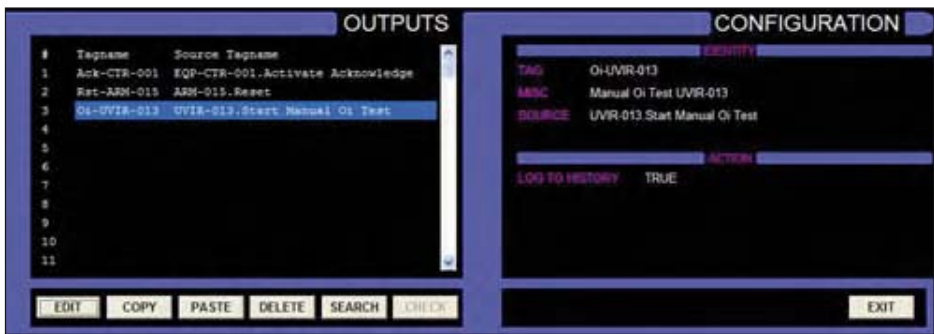 OUTPUTS
# Tagname Source Tagname
1 Ack-CTR-001 EQP-CTR-001.Activate Acknowledge
2 Rst-ARM-015 ARM-015.Reset
3 Oi-UVIR-013 UVIR-013.Start Manual Oi Test
4
5
6
7
8
9
10
11
EDIT COPY PASTE DELETE SEARCH CHECK
CONFIGURATION
IDENTITY
TAG Oi-UVIR-013
MISC Manual Oi Test UVIR-013
SOURCE UVIR-013.Start Manual Oi Test
ACTION
LOG TO HISTORY TRUE
EXIT